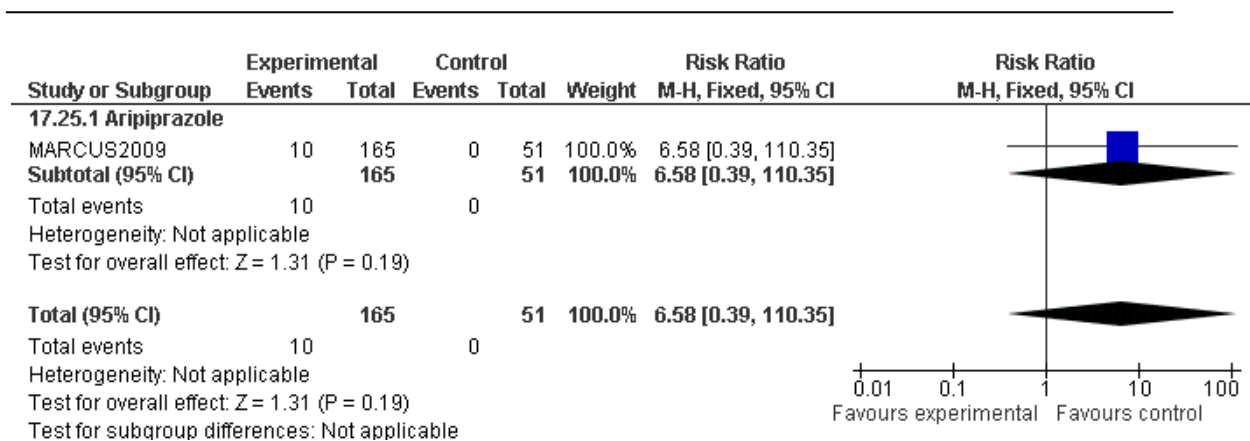 Experimental Control Risk Ratio Risk Ratio
Study or Subgroup Events Total Events Total Weight M-H, Fixed, 95% CI M-H, Fixed, 95% CI
17.25.1 Aripiprazole
MARCUS2009 10 165 0 51 100.0% 6.58 [0.39, 110.35]
Subtotal (95% CI) 165 51 100.0% 6.58 [0.39, 110.35]
Total events 10 0
Heterogeneity: Not applicable
Test for overall effect: Z = 1.31 (P = 0.19)
Total (95% CI) 165 51 100.0% 6.58 [0.39, 110.35]
Total events 10 0
Heterogeneity: Not applicable
Test for overall effect: Z = 1.31 (P = 0.19)
Test for subgroup differences: Not applicable
0.01 0.1 1 10 100
Favours experimental Favours control